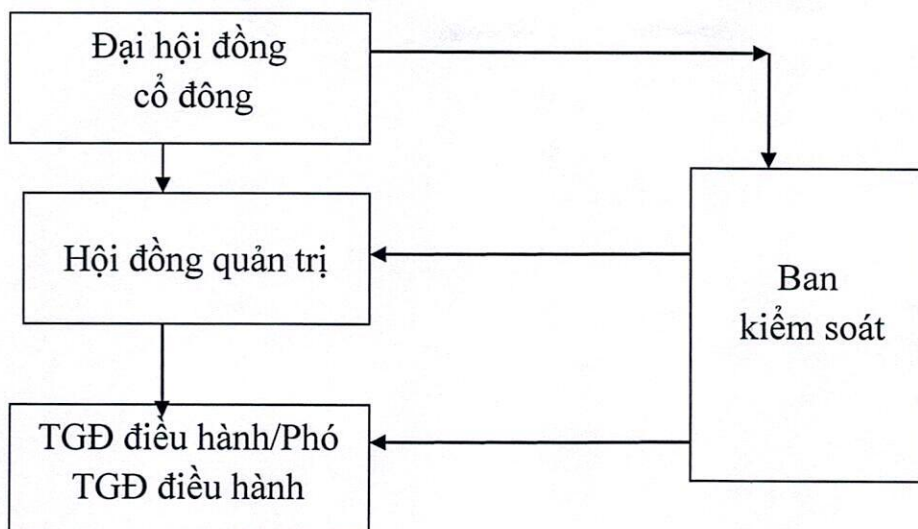 Đại hội đồng
cổ đông
Hội đồng quản trị
Ban
kiểm soát
TGĐ điều hành/Phó
TGĐ điều hành